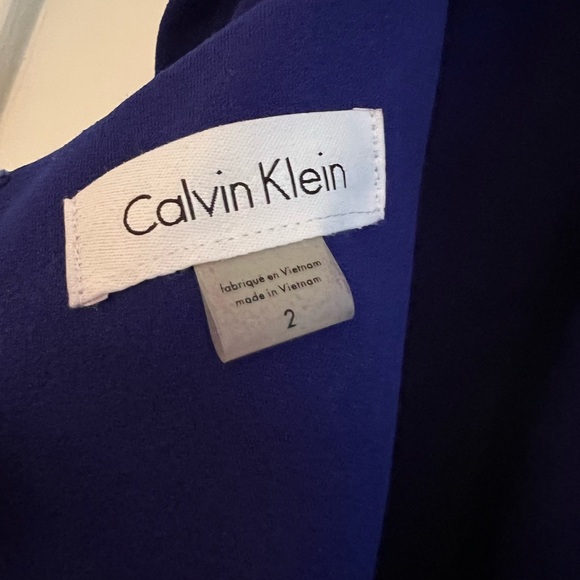 Calvin Klein
fabriqué en Vietnam
made in Vietnam
2